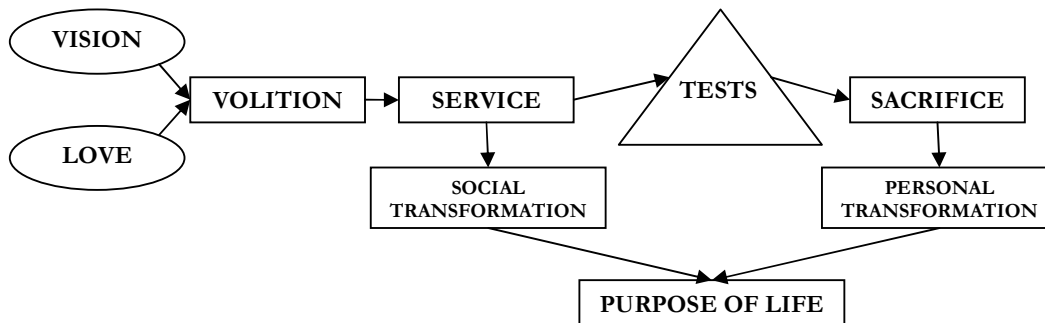 VISION
LOVE
VOLITION
SERVICE
TESTS
SACRIFICE
SOCIAL
TRANSFORMATION
PERSONAL
TRANSFORMATION
PURPOSE OF LIFE